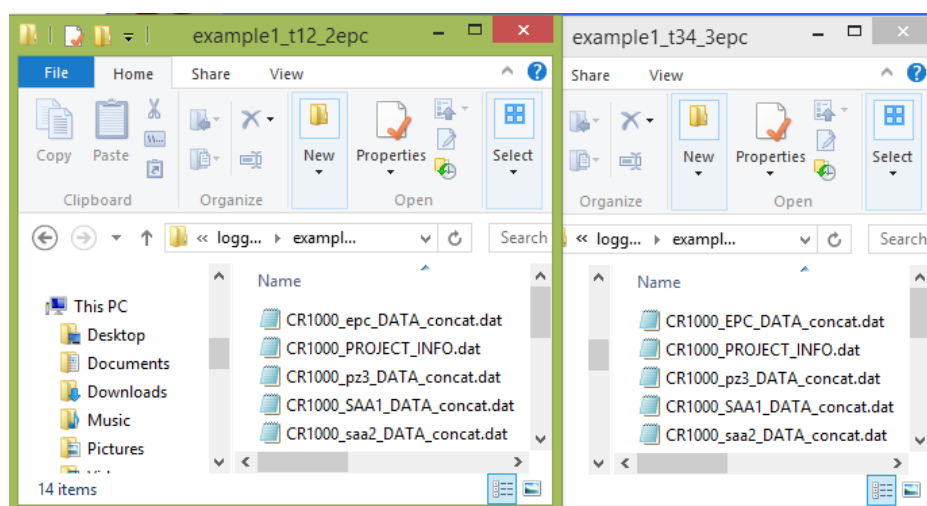 example1_t12_2epc
File Home Share View
Copy Paste New Properties Select
Clipboard Organize Open
« logg... exampl... Search
Name
This PC
Desktop
Documents
Downloads
Music
Pictures
CR1000_epc_DATA_concat.dat
CR1000_PROJECT_INFO.dat
CR1000_pz3_DATA_concat.dat
CR1000_SAA1_DATA_concat.dat
CR1000_saa2_DATA_concat.dat
14 items
example1_t34_3epc
Share View
New Properties Select
Organize Open
« logg... exampl... Search
Name
CR1000_EPC_DATA_concat.dat
CR1000_PROJECT_INFO.dat
CR1000_pz3_DATA_concat.dat
CR1000_SAA1_DATA_concat.dat
CR1000_saa2_DATA_concat.dat